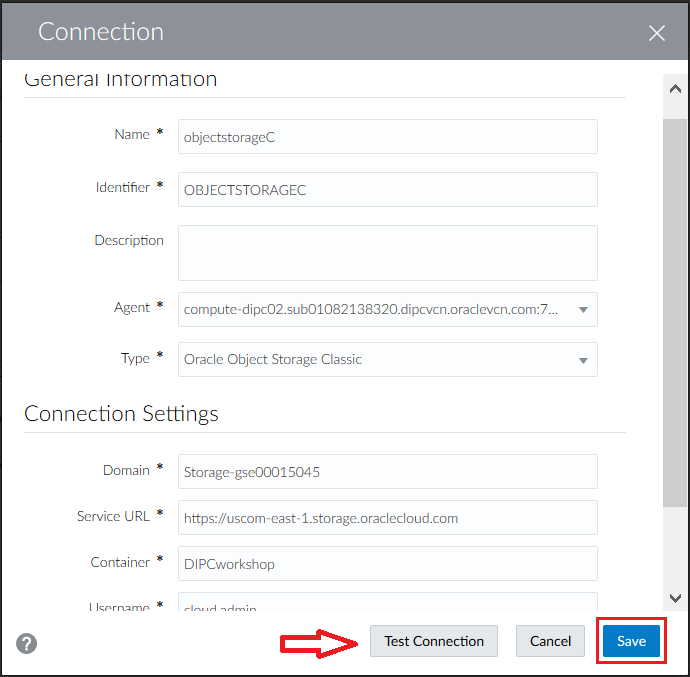 Connection
General Information
Name *
objectstorageC
Identifier *
OBJECTSTORAGEC
Description
Agent *
compute-dipc02.sub01082138320.dipcvcn.oraclevcn.com:7...
Type *
Oracle Object Storage Classic
Connection Settings
Domain *
Storage-gse00015045
Service URL *
https://uscom-east-1.storage.oraclecloud.com
Container *
DIPCworkshop
Username *
cloud.admin
?
Test Connection
Cancel
Save